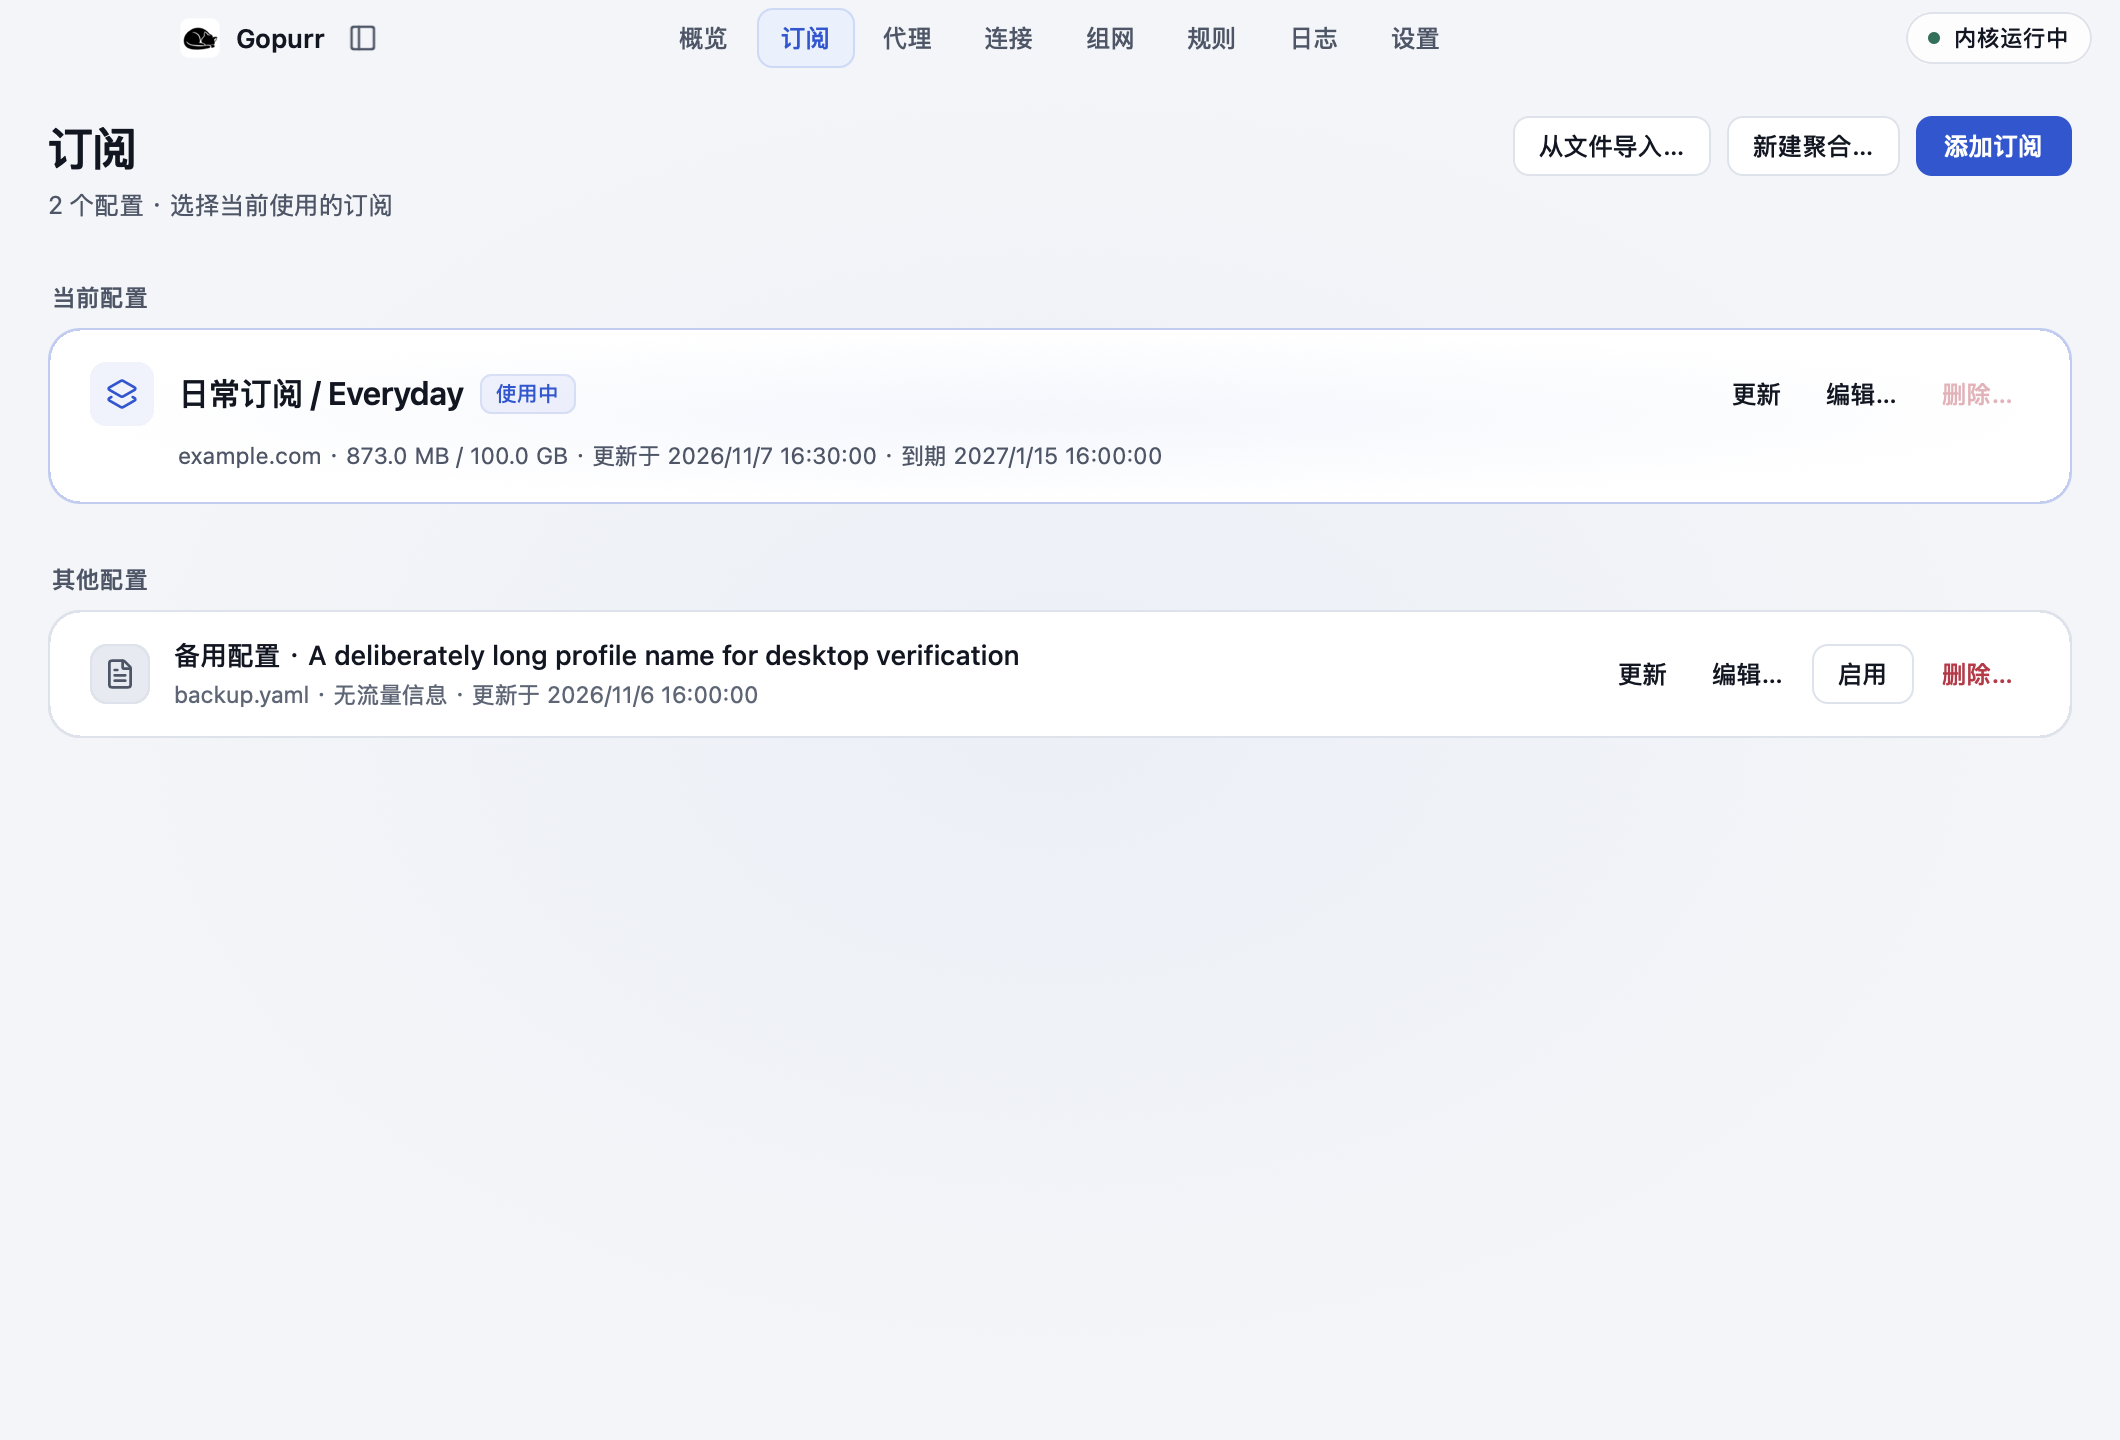 Gopurr 概览 订阅 代理 连接 组网 规则 日志 设置 内核运行中
订阅 从文件导入... 新建聚合... 添加订阅
2 个配置 · 选择当前使用的订阅
当前配置
日常订阅 / Everyday 使用中 更新 编辑... 删除...
example.com · 873.0 MB / 100.0 GB · 更新于 2026/11/7 16:30:00 · 到期 2027/1/15 16:00:00
其他配置
备用配置 · A deliberately long profile name for desktop verification
backup.yaml · 无流量信息 · 更新于 2026/11/6 16:00:00
更新 编辑... 启用 删除...